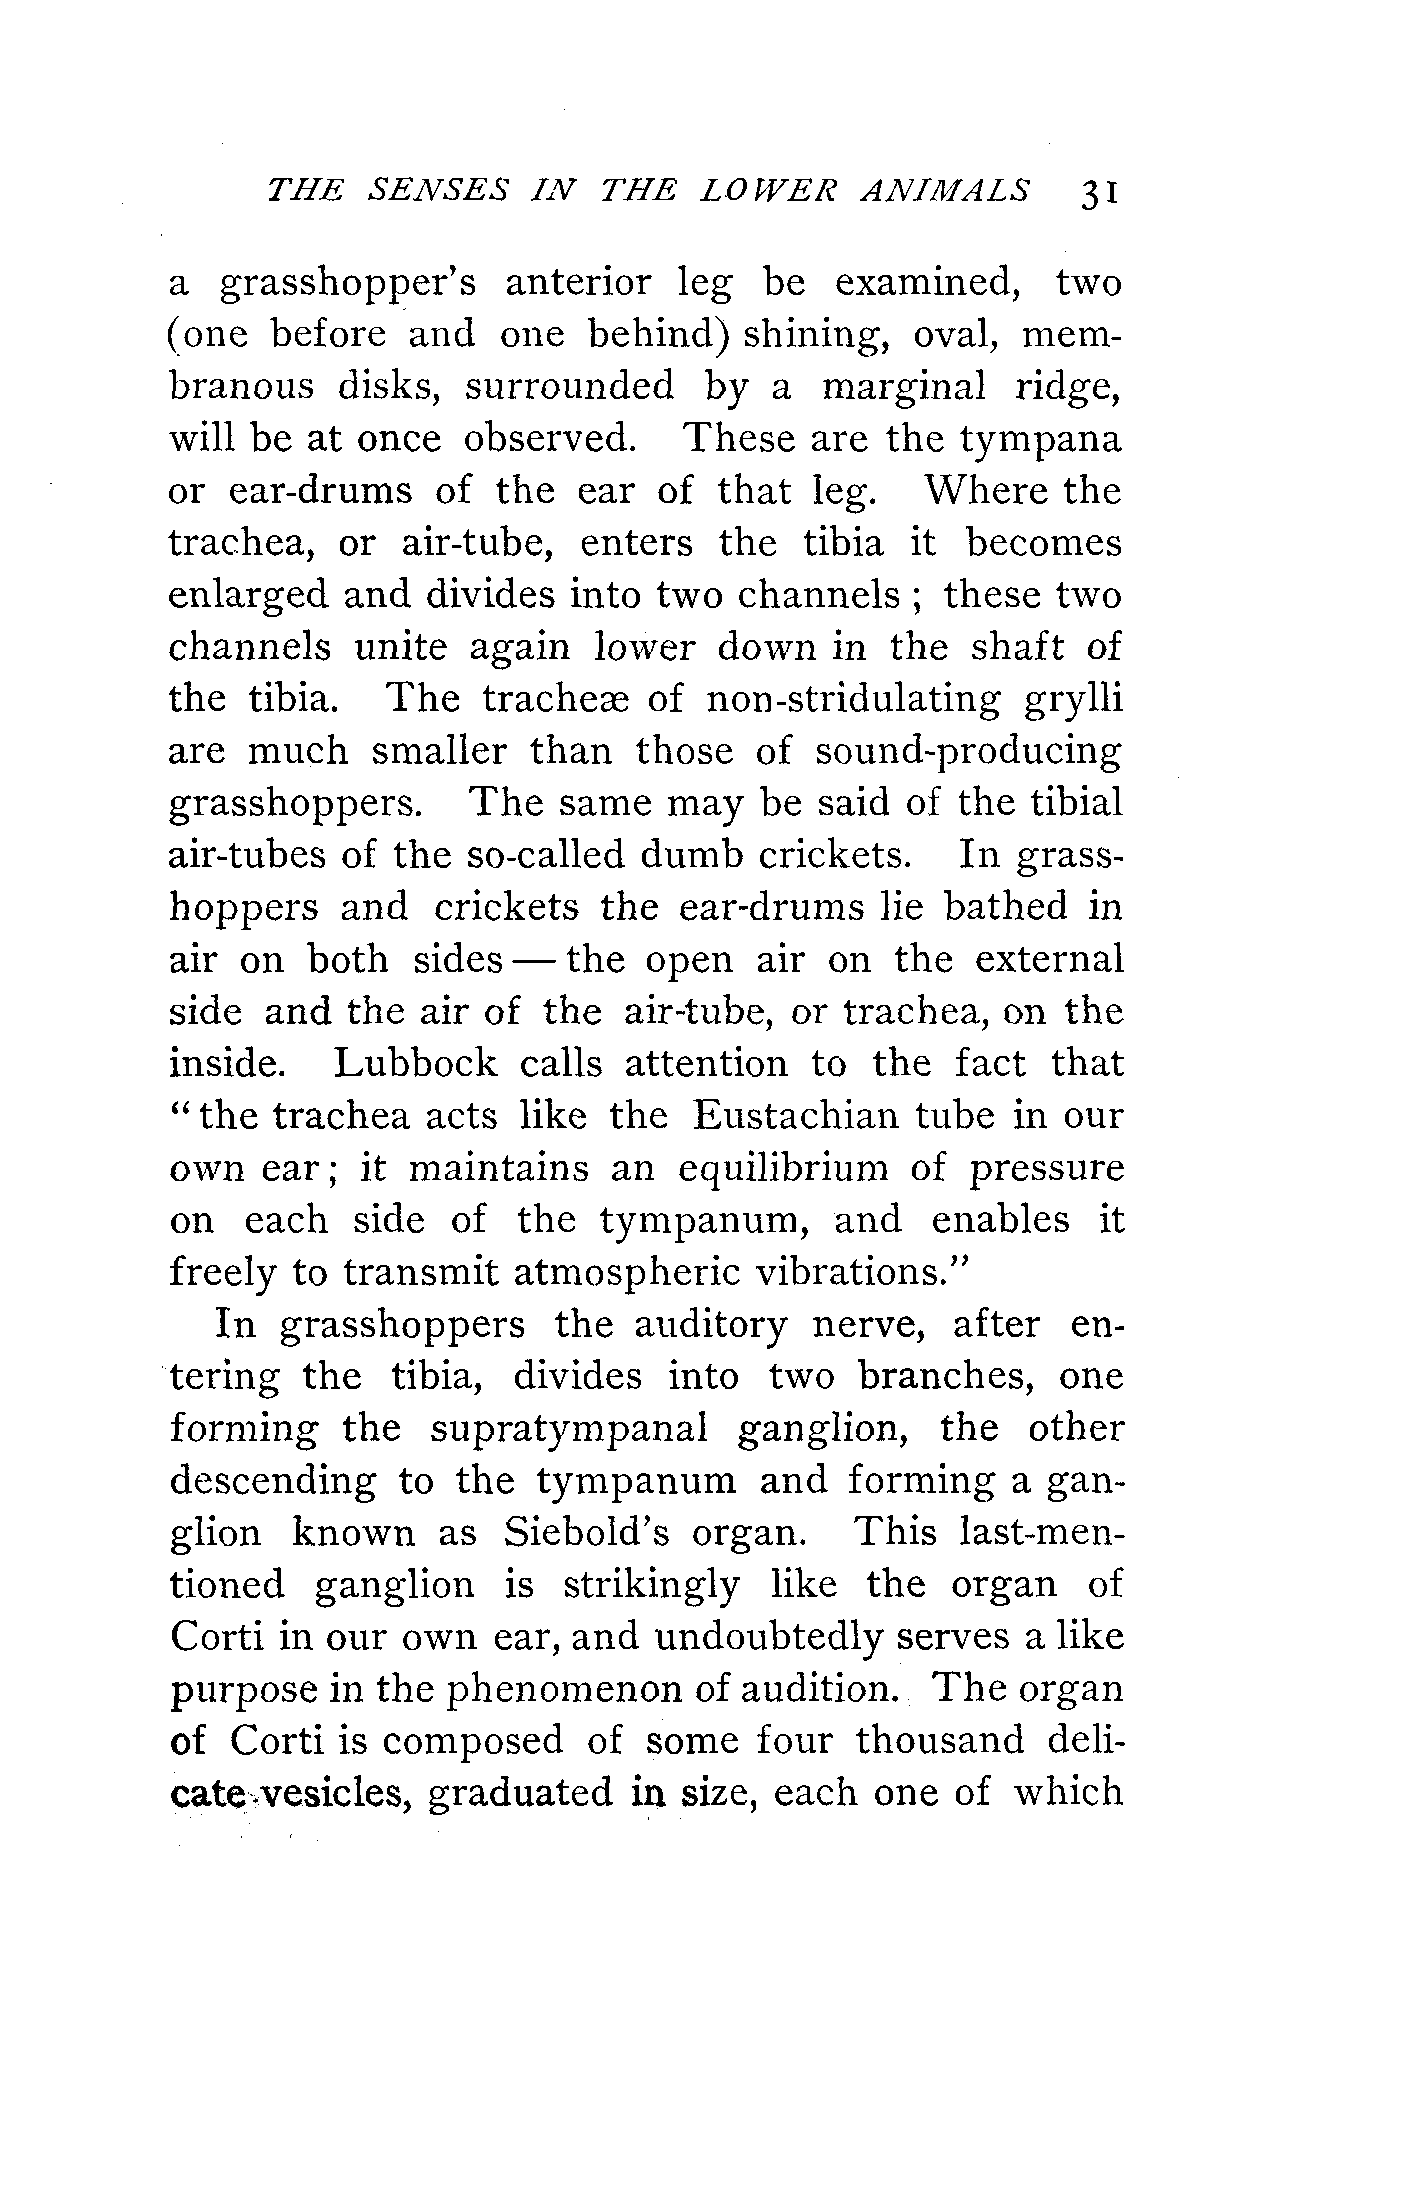 THE SENSES IN THE LOWER ANIMALS 31
a grasshopper's anterior leg be examined, two
(one before and one behind) shining, oval, mem-
branous disks, surrounded by a marginal ridge,
will be at once observed. These are the tympana
or ear-drums of the ear of that leg. Where the
trachea, or air-tube, enters the tibia it becomes
enlarged and divides into two channels ; these two
channels unite again lower down in the shaft of
the tibia. The tracheæ of non-stridulating grylli
are much smaller than those of sound-producing
grasshoppers. The same may be said of the tibial
air-tubes of the so-called dumb crickets. In grass-
hoppers and crickets the ear-drums lie bathed in
air on both sides — the open air on the external
side and the air of the air-tube, or trachea, on the
inside. Lubbock calls attention to the fact that
“ the trachea acts like the Eustachian tube in our
own ear ; it maintains an equilibrium of pressure
on each side of the tympanum, and enables it
freely to transmit atmospheric vibrations.”
In grasshoppers the auditory nerve, after en-
tering the tibia, divides into two branches, one
forming the supratympanal ganglion, the other
descending to the tympanum and forming a gan-
glion known as Siebold's organ. This last-men-
tioned ganglion is strikingly like the organ of
Corti in our own ear, and undoubtedly serves a like
purpose in the phenomenon of audition. The organ
of Corti is composed of some four thousand deli-
cate vesicles, graduated in size, each one of which